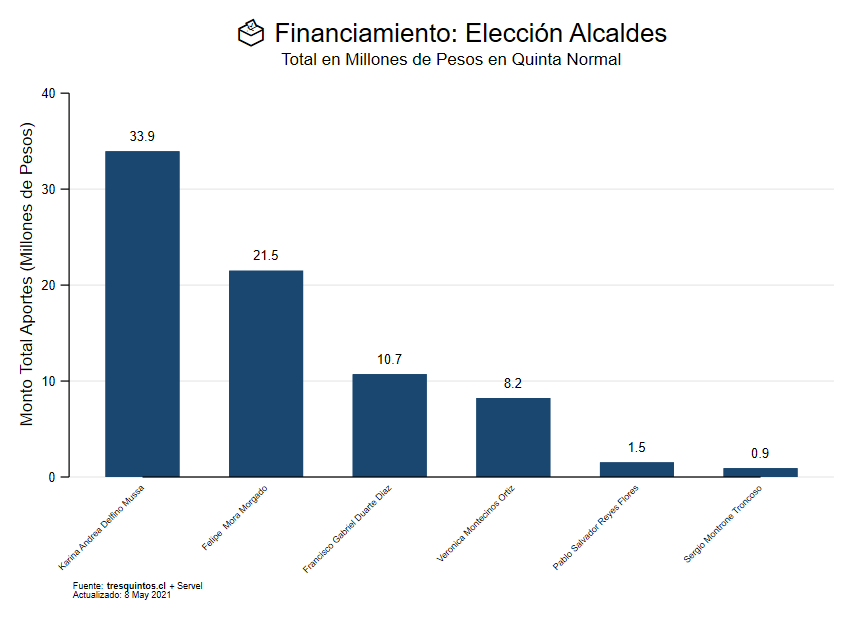 Financiamiento: Elección Alcaldes
Total en Millones de Pesos en Quinta Normal
Monto Total Aportes (Millones de Pesos)
40
30
20
10
0
33.9
21.5
10.7
8.2
1.5
0.9
Karina Andrea Delfino Mussa
Felipe  Mora Morgado
Francisco Gabriel Duarte Diaz
Veronica Montecinos Ortiz
Pablo Salvador Reyes Flores
Sergio Montrone Troncoso
Fuente: tresquintos.cl + Servel
Actualizado: 8 May 2021